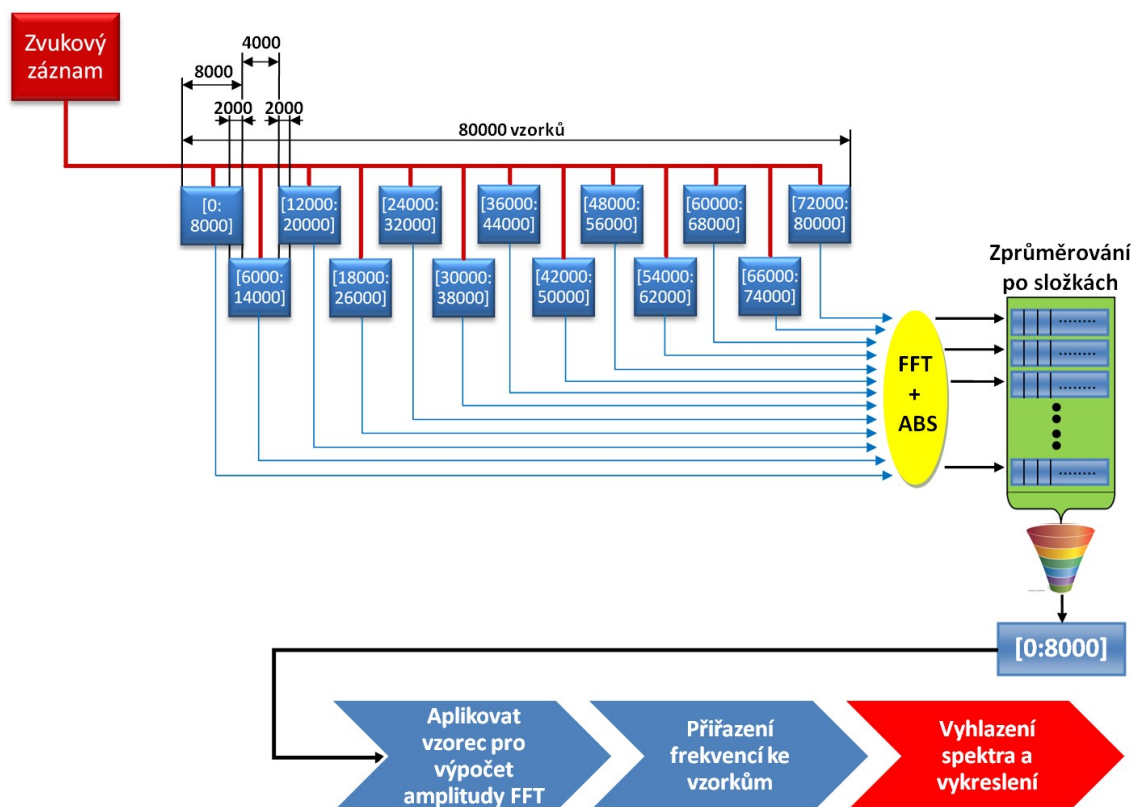 Zvukový
záznam
4000
8000
2000
2000
80000 vzorků
[0:
8000]
[12000:
20000]
[24000:
32000]
[36000:
44000]
[48000:
56000]
[60000:
68000]
[72000:
80000]
[6000:
14000]
[18000:
26000]
[30000:
38000]
[42000:
50000]
[54000:
62000]
[66000:
74000]
Zprůměrování
po složkách
FFT
+
ABS
[0:8000]
Aplikovat
vzorec pro
výpočet
amplitudy FFT
Přiřazení
frekvencí ke
vzorkům
Vyhlazení
spektra a
vykreslení